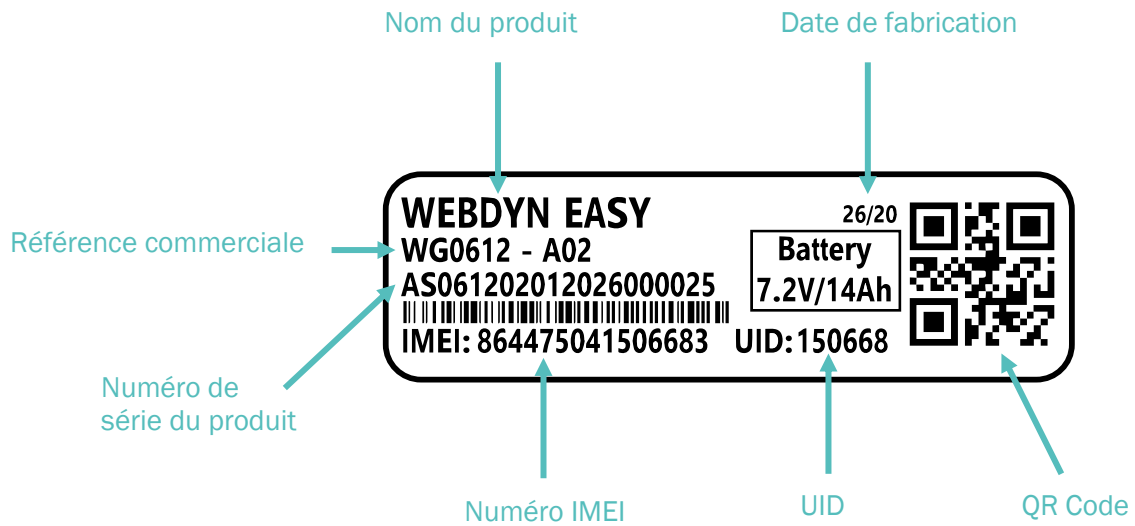 Nom du produit
Date de fabrication
WEBDYN EASY
26/20
Référence commerciale
WG0612 - A02
Battery
AS061202012026000025
7.2V/14Ah
IMEI: 864475041506683
UID:150668
Numéro de
série du produit
Numéro IMEI
UID
QR Code